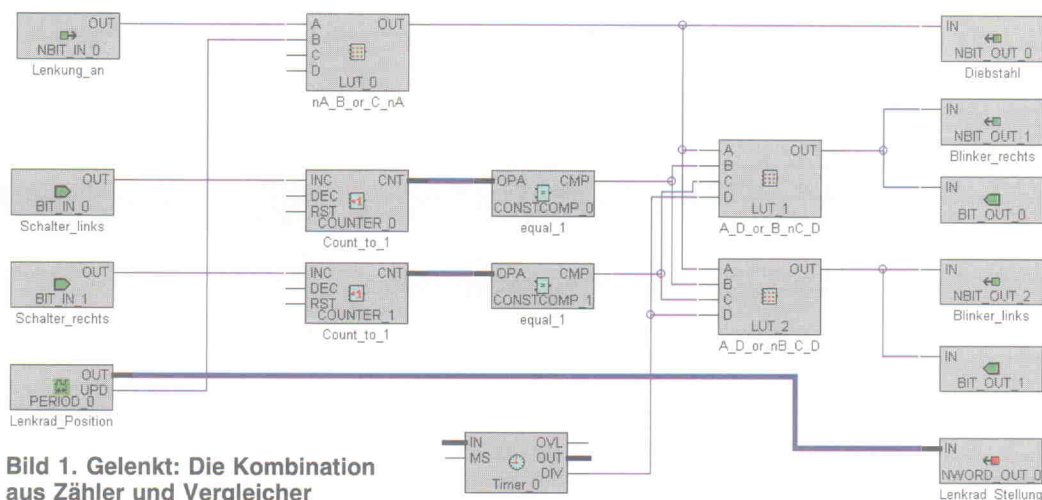 OUT
NBIT_IN_0
Lenkung_an
A OUT
B
C
D
LUT_0
nA_B_or_C_nA
IN
NBIT_OUT_0
Diebstahl
IN
NBIT_OUT_1
Blinker_rechts
IN
BIT_OUT_0
OUT
BIT_IN_0
Schalter_links
INC CNT
DEC
RST
COUNTER_0
Count_to_1
OPA CMP
CONSTCOMP_0
equal_1
A OUT
B
C
D
LUT_1
A_D_or_B_nC_D
OUT
BIT_IN_1
Schalter_rechts
INC CNT
DEC
RST
COUNTER_1
Count_to_1
OPA CMP
CONSTCOMP_1
equal_1
A OUT
B
C
D
LUT_2
A_D_or_nB_C_D
IN
NBIT_OUT_2
Blinker_links
IN
BIT_OUT_1
OUT
UPD
PERIOD_0
Lenkrad_Position
IN OVL
MS OUT
DIV
Timer_0
IN
NWORD_OUT_0
Lenkrad_Stellung
Bild 1. Gelenkt: Die Kombination
aus Zähler und Vergleicher